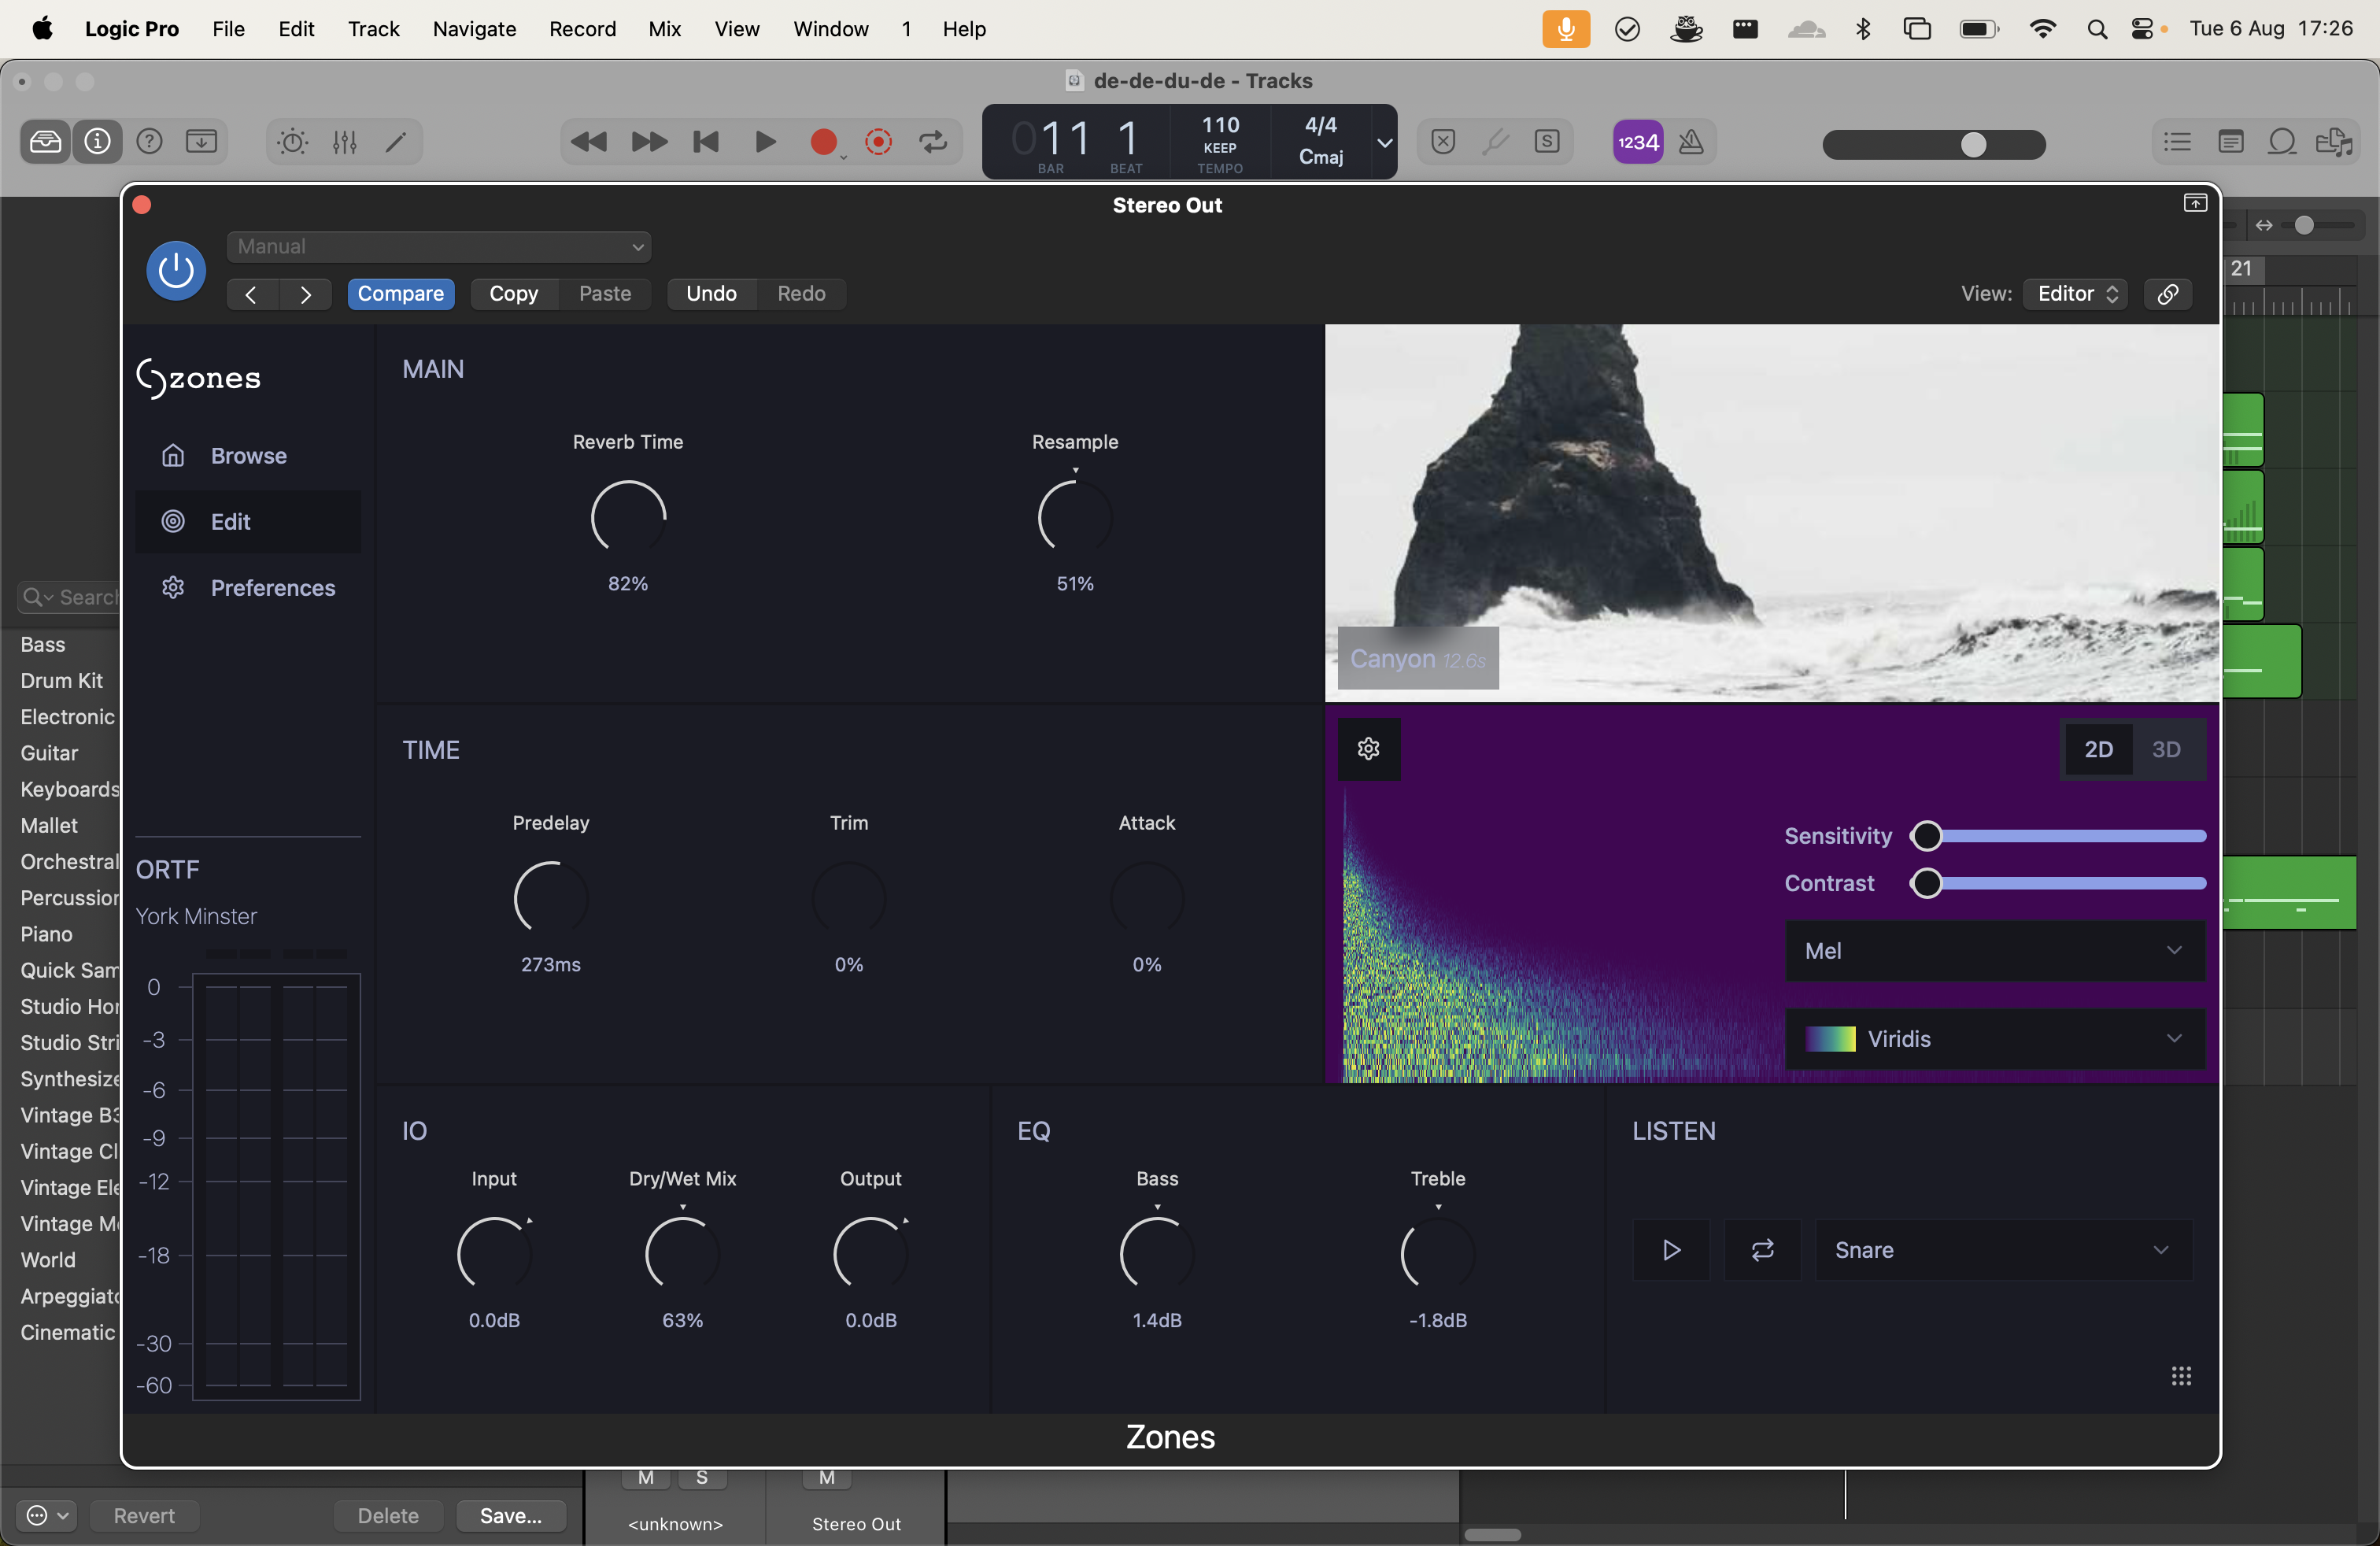 Logic Pro File Edit Track Navigate Record Mix View Window 1 Help Tue 6 Aug 17:26
de-de-du-de - Tracks
011 1 110 4/4
KEEP Cmaj
BAR BEAT TEMPO
1234
S
Stereo Out
Manual
Compare Copy Paste Undo Redo View: Editor
21
zones
Browse
Edit
Preferences
MAIN
Reverb Time Resample
82% 51%
Canyon 12.6s
Search
Bass
Drum Kit
Electronic
Guitar
Keyboards
Mallet
Orchestral
Percussion
Piano
Quick Sam
Studio Hor
Studio Stri
Synthesize
Vintage B3
Vintage Cl
Vintage Ele
Vintage Me
World
Arpeggiato
Cinematic
TIME
Predelay Trim Attack
273ms 0% 0%
2D 3D
Sensitivity
Contrast
Mel
Viridis
ORTF
York Minster
0
-3
-6
-9
-12
-18
-30
-60
IO
Input Dry/Wet Mix Output
0.0dB 63% 0.0dB
EQ
Bass Treble
1.4dB -1.8dB
LISTEN
Snare
Zones
M S M
Revert Delete Save...
<unknown> Stereo Out